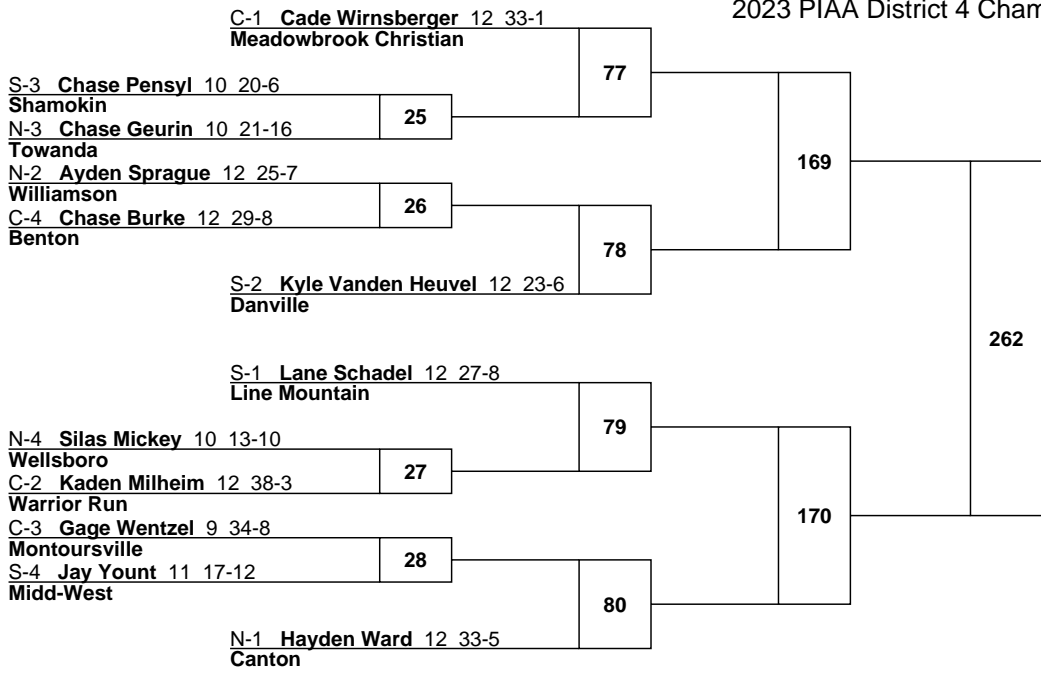 2023 PIAA District 4 Cham
C-1 Cade Wirnsberger 12 33-1
Meadowbrook Christian
77
S-3 Chase Pensyl 10 20-6
Shamokin
25
N-3 Chase Geurin 10 21-16
Towanda
169
N-2 Ayden Sprague 12 25-7
Williamson
26
C-4 Chase Burke 12 29-8
Benton
78
S-2 Kyle Vanden Heuvel 12 23-6
Danville
262
S-1 Lane Schadel 12 27-8
Line Mountain
79
N-4 Silas Mickey 10 13-10
Wellsboro
27
C-2 Kaden Milheim 12 38-3
Warrior Run
170
C-3 Gage Wentzel 9 34-8
Montoursville
28
S-4 Jay Yount 11 17-12
Midd-West
80
N-1 Hayden Ward 12 33-5
Canton